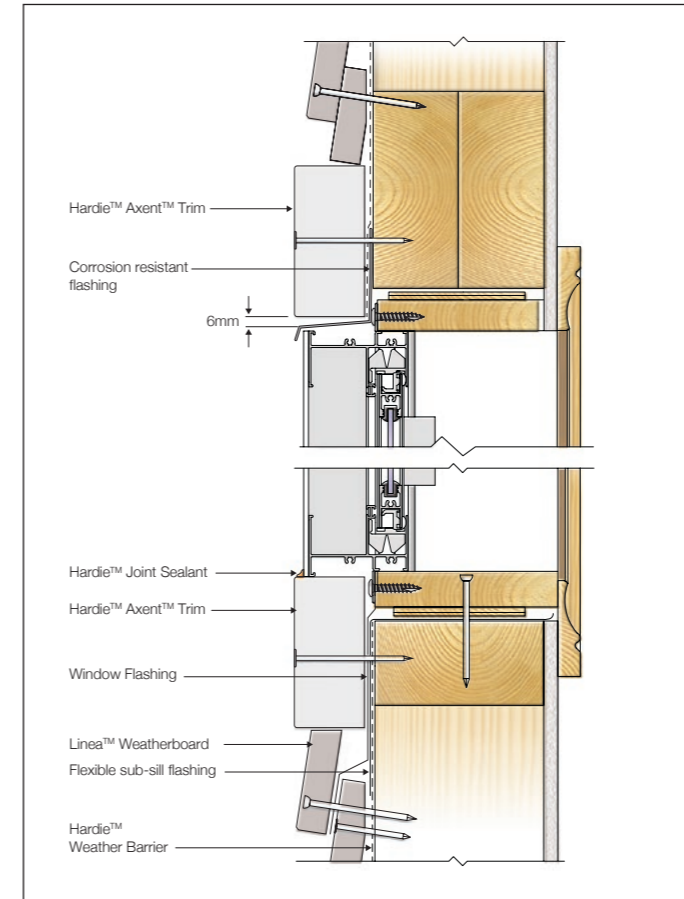 Hardie™ Axent™ Trim
Corrosion resistant
flashing
6mm
Hardie™ Joint Sealant
Hardie™ Axent™ Trim
Window Flashing
Linea™ Weatherboard
Flexible sub-sill flashing
Hardie™
Weather Barrier